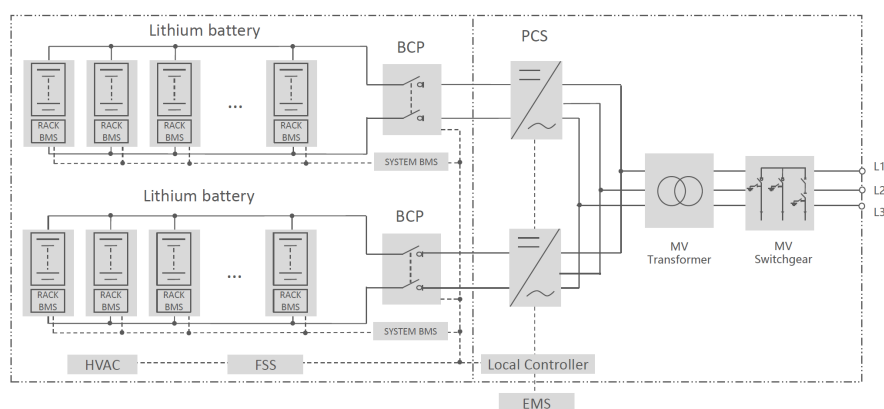 Lithium battery
BCP
PCS
RACK
BMS
RACK
BMS
RACK
BMS
...
RACK
BMS
SYSTEM BMS
L1
L2
L3
MV
Transformer
MV
Switchgear
Lithium battery
BCP
RACK
BMS
RACK
BMS
RACK
BMS
...
RACK
BMS
SYSTEM BMS
HVAC
FSS
Local Controller
EMS